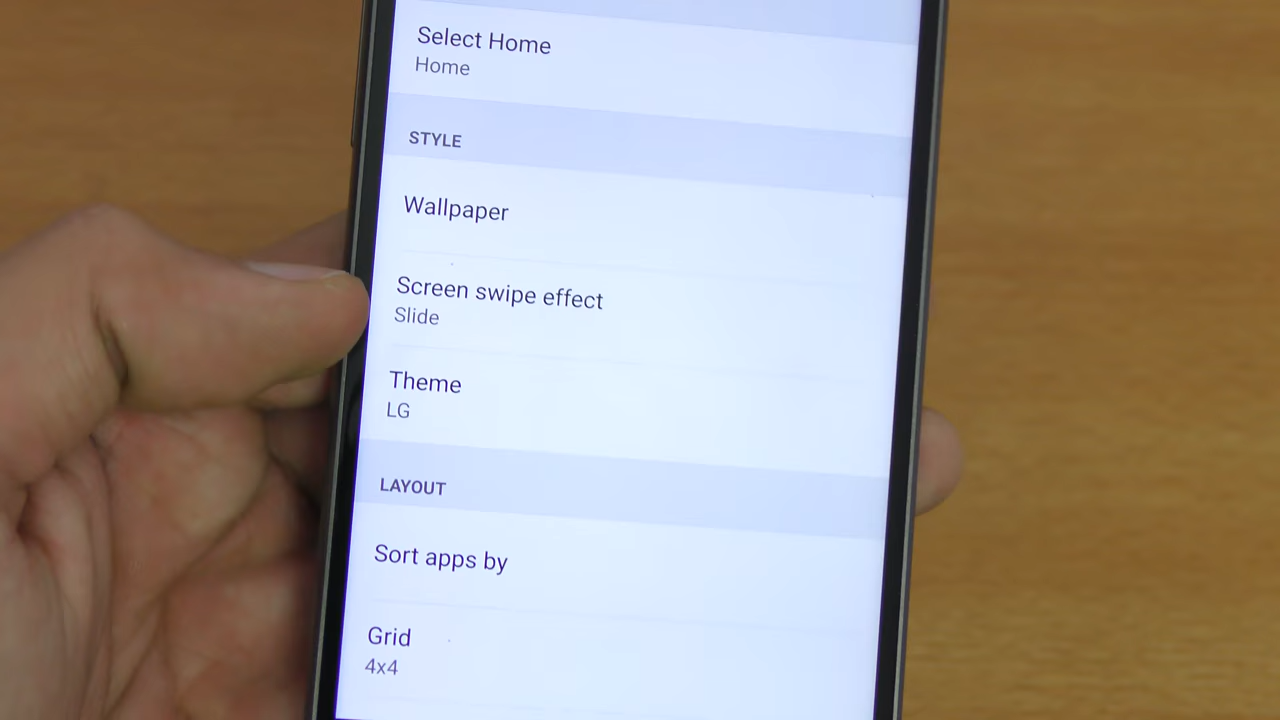 Select Home
Home
STYLE
Wallpaper
Screen swipe effect
Slide
Theme
LG
LAYOUT
Sort apps by
Grid
4x4